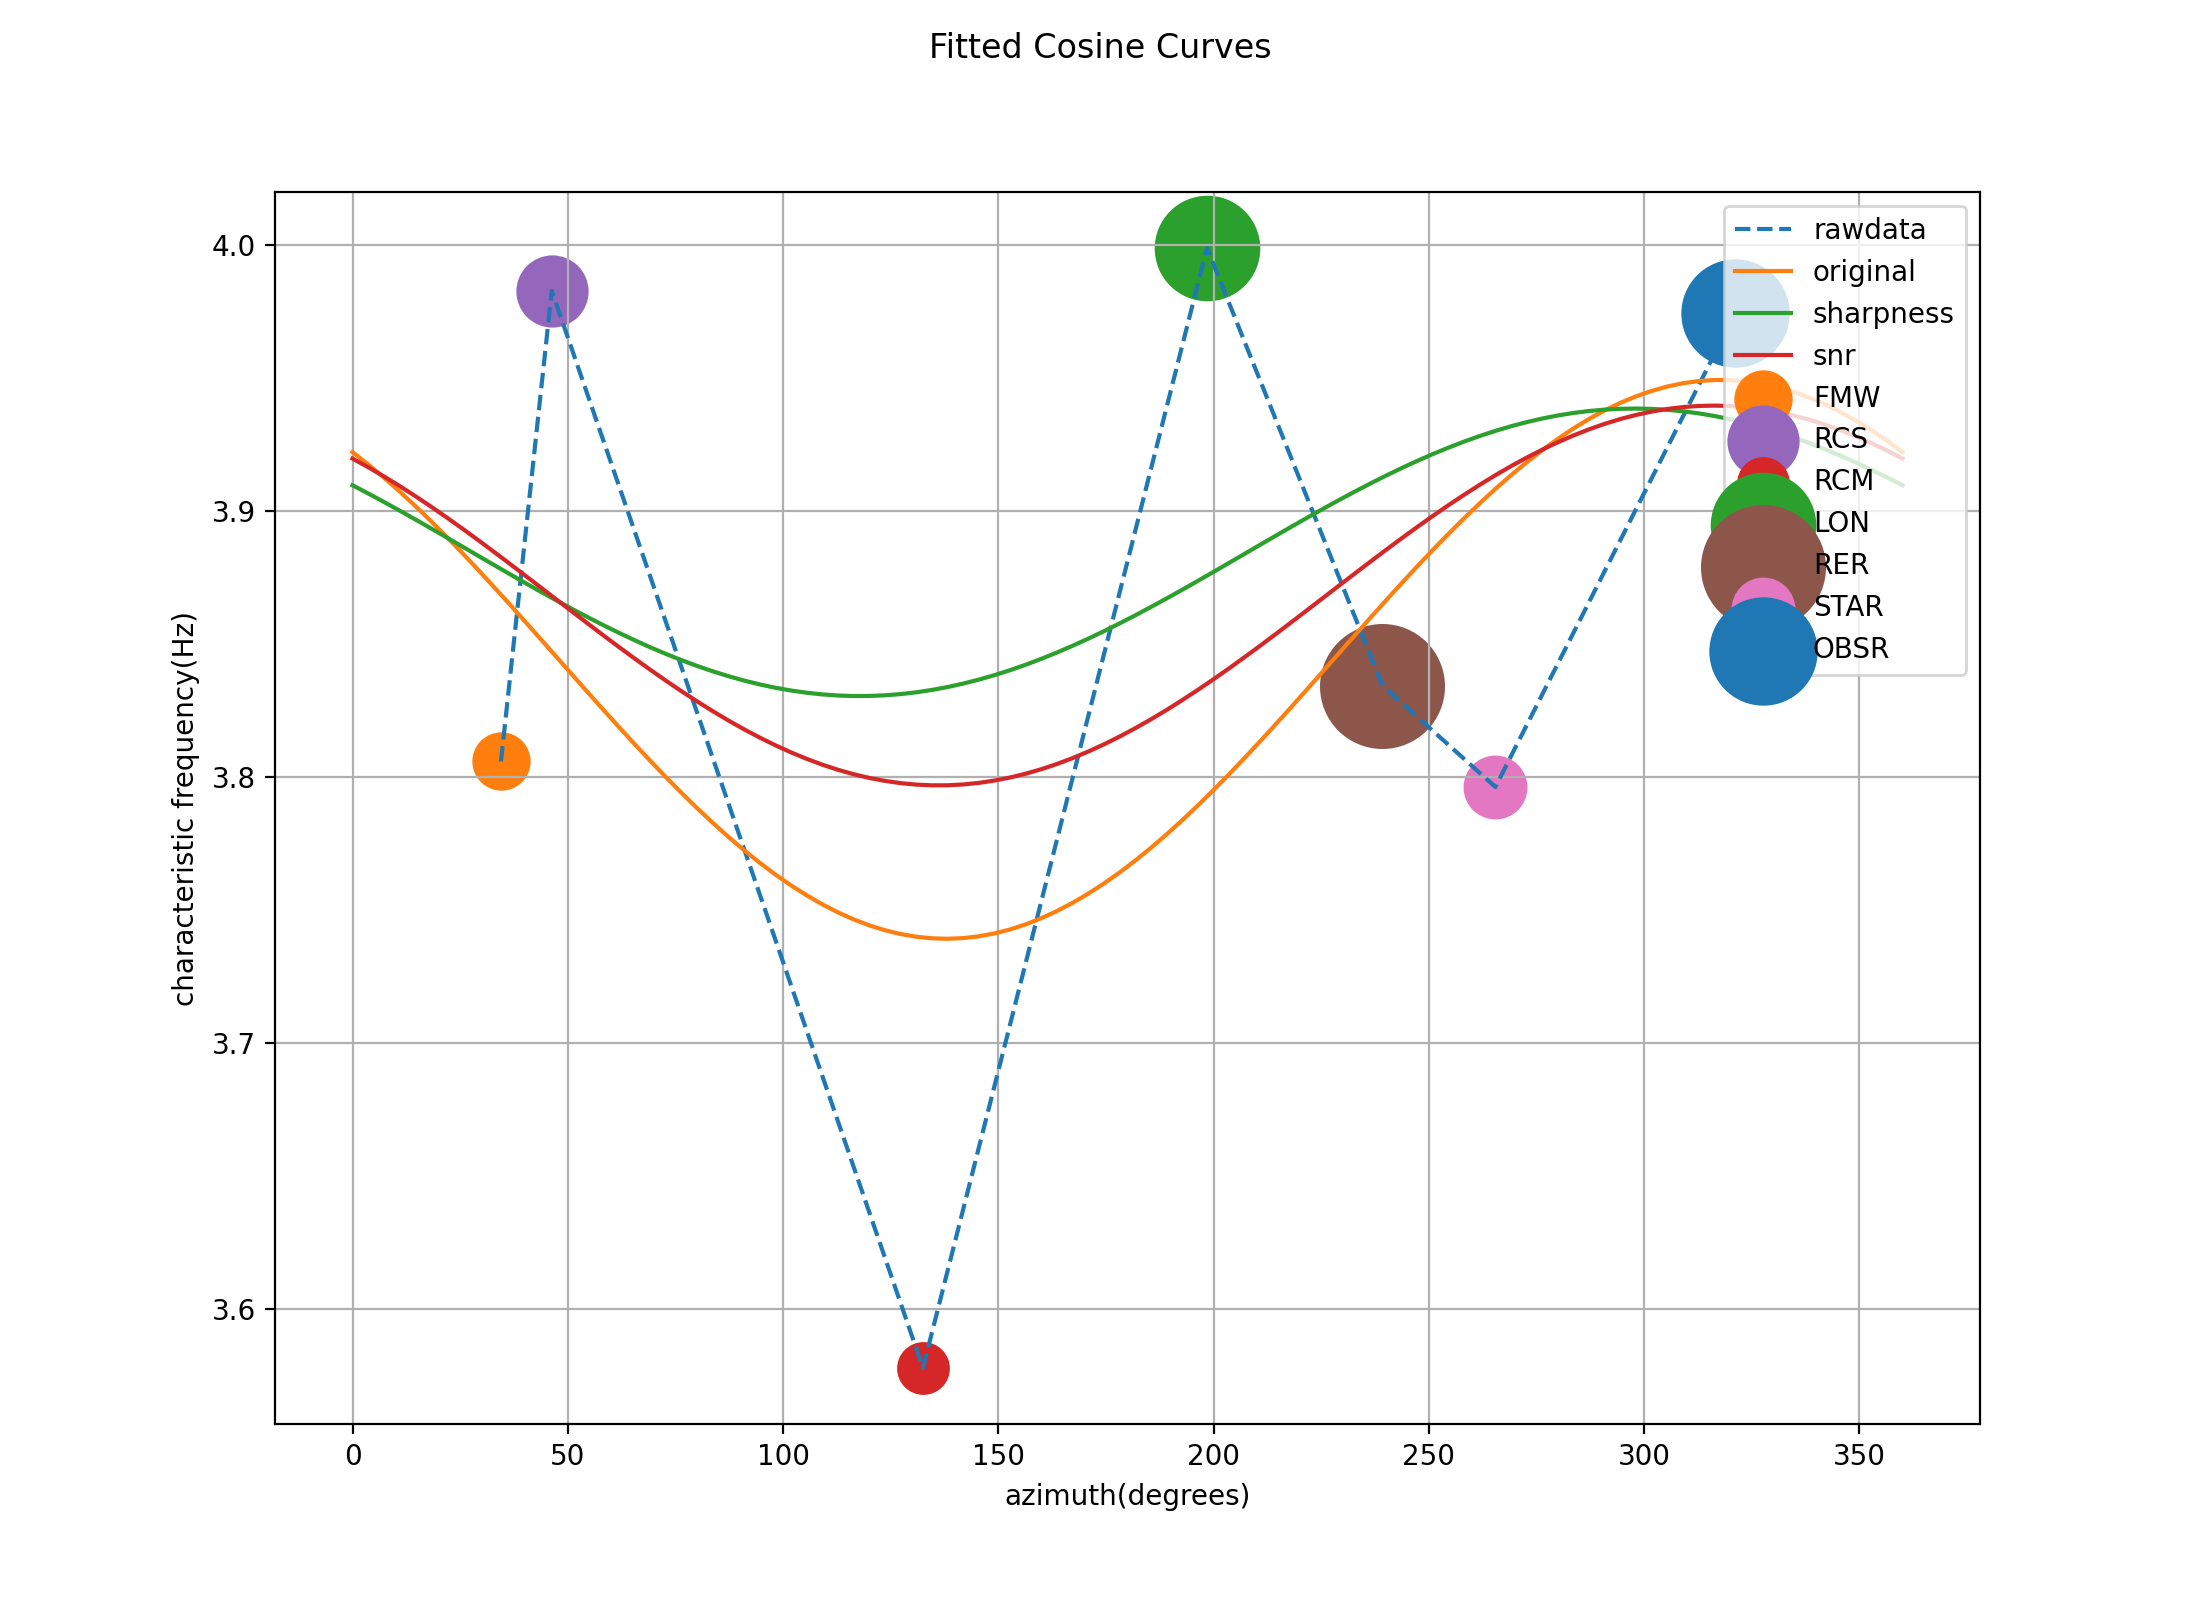 Fitted Cosine Curves
4.0
3.9
3.8
3.7
3.6
characteristic frequency(Hz)
rawdata
original
sharpness
snr
FMW
RCS
RCM
LON
RER
STAR
OBSR
0 50 100 150 200 250 300 350
azimuth(degrees)